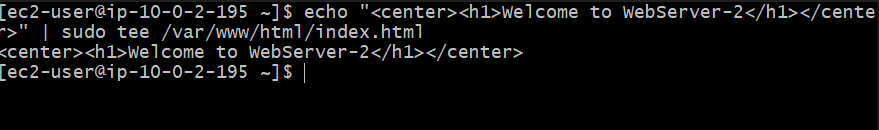 [ec2-user@ip-10-0-2-195 ~]$ echo "<center><h1>Welcome to WebServer-2</h1></cente
r>" | sudo tee /var/www/html/index.html
<center><h1>Welcome to WebServer-2</h1></center>
[ec2-user@ip-10-0-2-195 ~]$